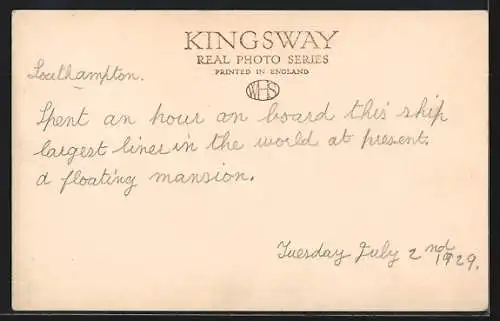 KINGSWAY
REAL PHOTO SERIES
PRINTED IN ENGLAND
WHS
Southampton.
Spent an hour on board this ship
largest liner in the world at present.
a floating mansion.
Tuesday July 2nd 1929.